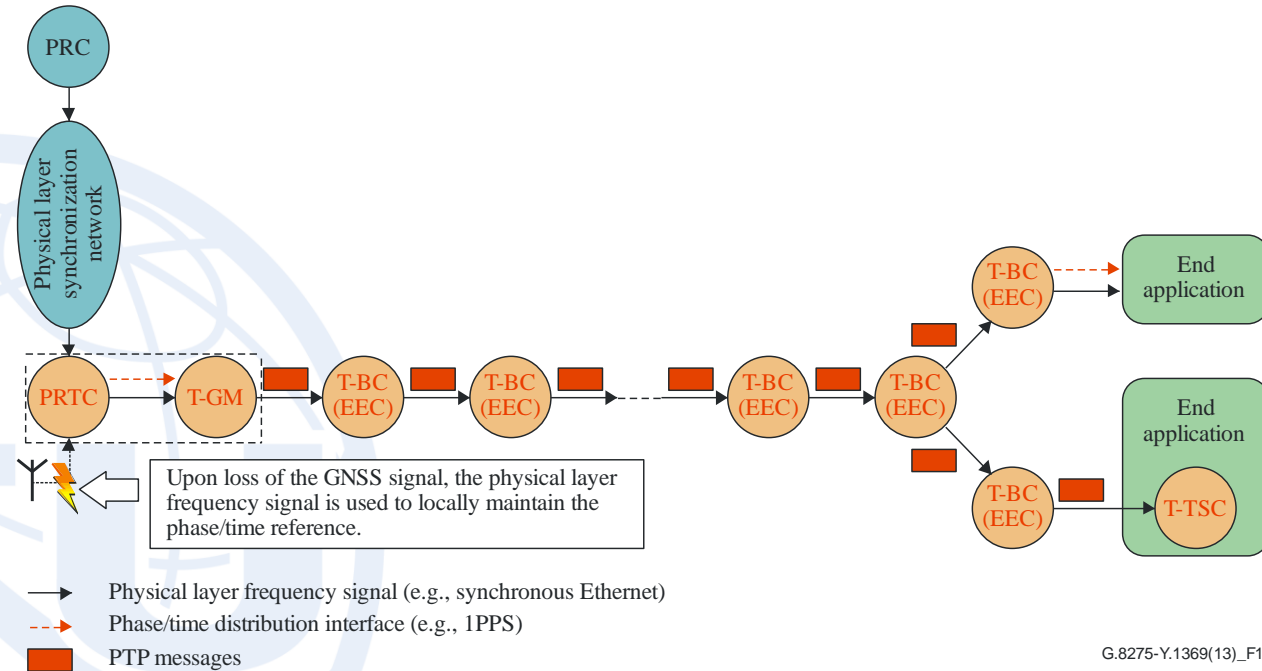 PRC
Physical layer
synchronization
network
PRTC
T-GM
T-BC
(EEC)
T-BC
(EEC)
T-BC
(EEC)
T-BC
(EEC)
T-BC
(EEC)
End
application
T-BC
(EEC)
End
application
T-TSC
Upon loss of the GNSS signal, the physical layer
frequency signal is used to locally maintain the
phase/time reference.
Physical layer frequency signal (e.g., synchronous Ethernet)
Phase/time distribution interface (e.g., 1PPS)
PTP messages
G.8275-Y.1369(13)_F1